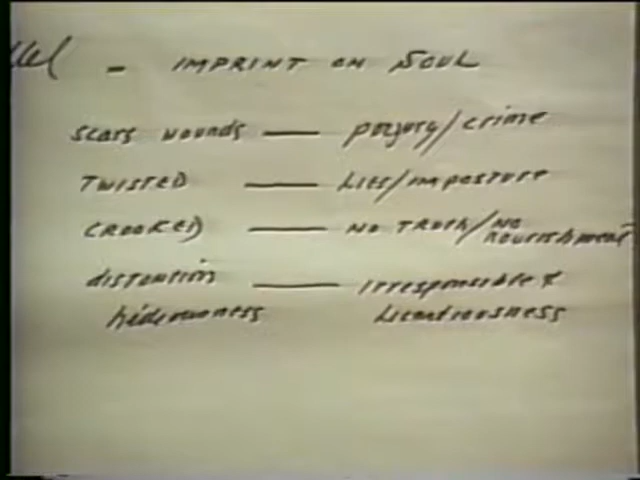 - IMPRINT ON SOUL
scars wounds — perjury/crime
TWISTED — Lies/imposture
CROOKED — NO TRUTH/NO nourishment
distortion — irresponsible &
hideousness licentiousness